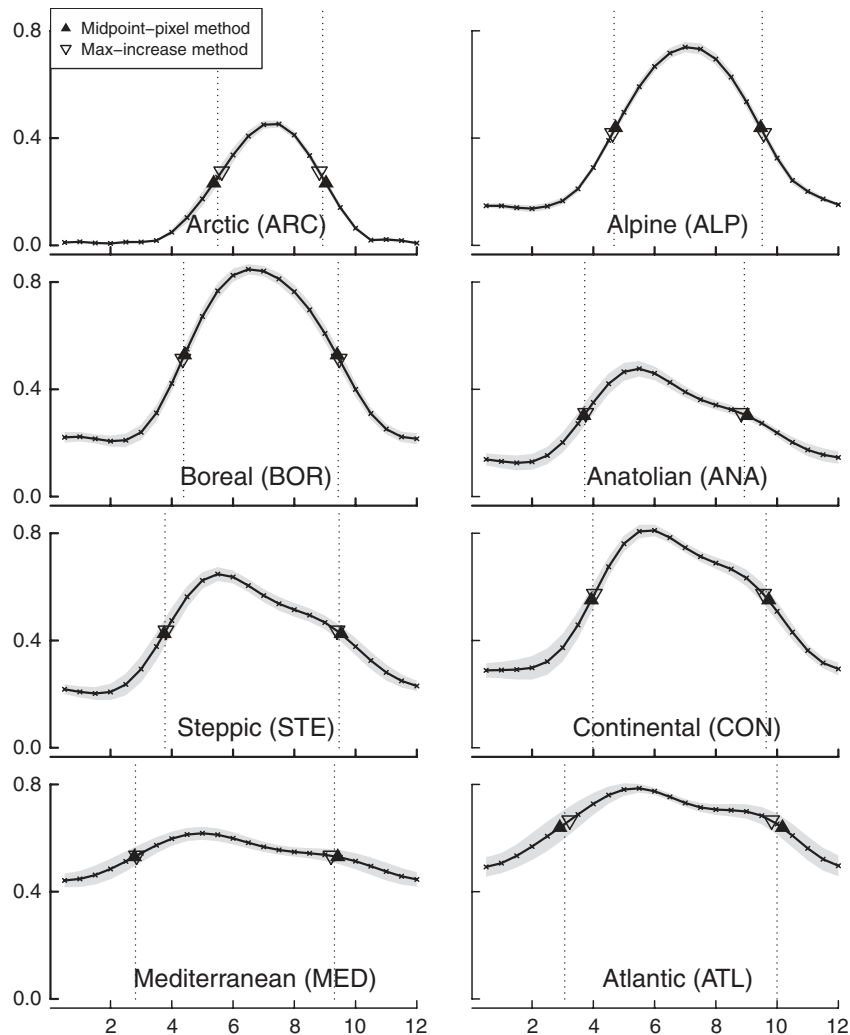 0.8
▲ Midpoint−pixel method
▽ Max−increase method
0.4
0.0
Arctic (ARC)
Alpine (ALP)
0.8
0.4
0.0
Boreal (BOR)
Anatolian (ANA)
0.8
0.4
0.0
Steppic (STE)
Continental (CON)
0.8
0.4
0.0
Mediterranean (MED)
Atlantic (ATL)
2 4 6 8 10 12
2 4 6 8 10 12